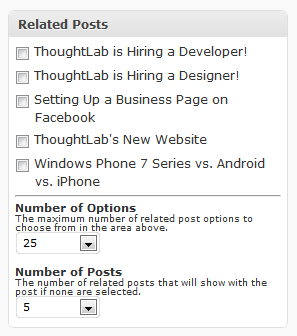 Related Posts
ThoughtLab is Hiring a Developer!
ThoughtLab is Hiring a Designer!
Setting Up a Business Page on
Facebook
ThoughtLab's New Website
Windows Phone 7 Series vs. Android
vs. iPhone
Number of Options
The maximum number of related post options to
choose from in the area above.
25
Number of Posts
The number of related posts that will show with the
post if none are selected.
5